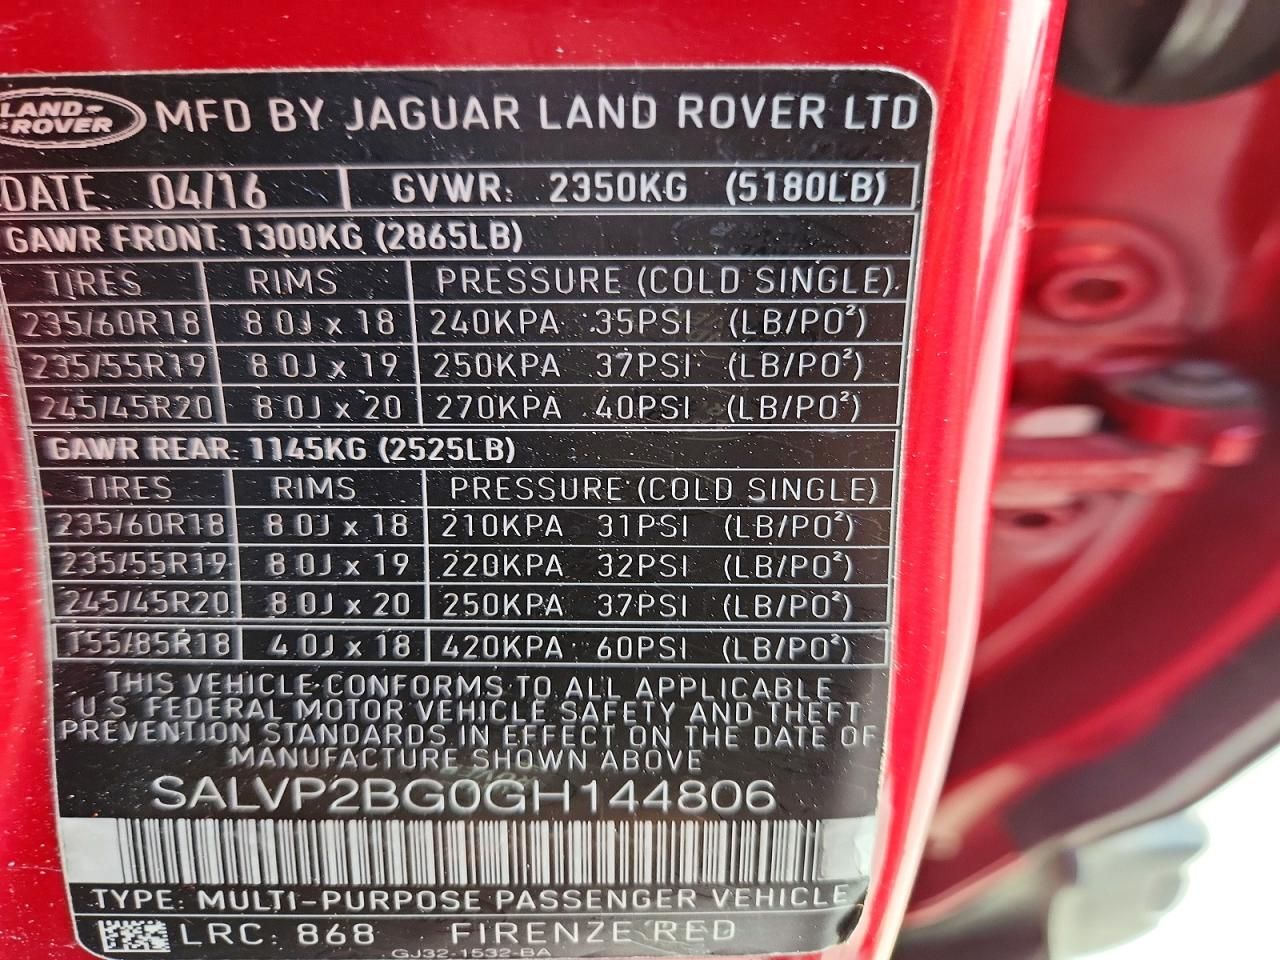 LAND-
-ROVER
MFD BY JAGUAR LAND ROVER LTD
DATE 04/16 GVWR: 2350KG (5180LB)
GAWR FRONT: 1300KG (2865LB)
TIRES RIMS PRESSURE (COLD SINGLE)
235/60R18 8.0J x 18 240KPA 35PSI (LB/PO²)
235/55R19 8.0J x 19 250KPA 37PSI (LB/PO²)
245/45R20 8.0J x 20 270KPA 40PSI (LB/PO²)
GAWR REAR: 1145KG (2525LB)
TIRES RIMS PRESSURE (COLD SINGLE)
235/60R18 8.0J x 18 210KPA 31PSI (LB/PO²)
235/55R19 8.0J x 19 220KPA 32PSI (LB/PO²)
245/45R20 8.0J x 20 250KPA 37PSI (LB/PO²)
T55/85R18 4.0J x 18 420KPA 60PSI (LB/PO²)
THIS VEHICLE CONFORMS TO ALL APPLICABLE
U.S. FEDERAL MOTOR VEHICLE SAFETY AND THEFT
PREVENTION STANDARDS IN EFFECT ON THE DATE OF
MANUFACTURE SHOWN ABOVE
SALVP2BG0GH144806
TYPE: MULTI-PURPOSE PASSENGER VEHICLE
LRC: 868 FIRENZE RED
GJ32-1532-BA